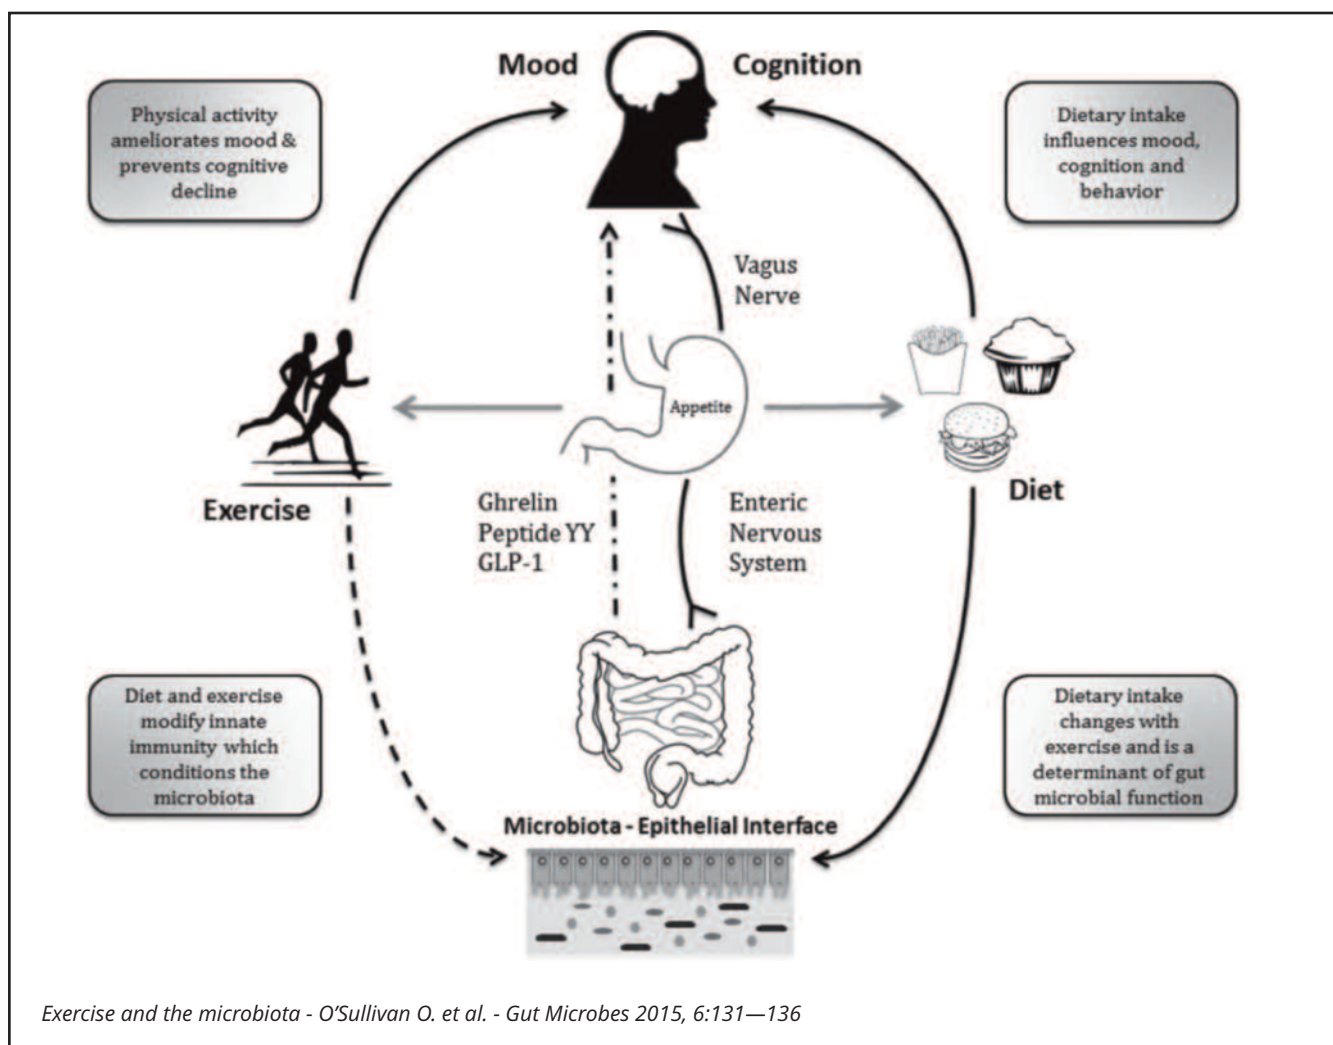 Mood
Cognition
Physical activity
ameliorates mood &
prevents cognitive
decline
Dietary intake
influences mood,
cognition and
behavior
Vagus
Nerve
Appetite
Exercise
Diet
Ghrelin
Peptide YY
GLP-1
Enteric
Nervous
System
Diet and exercise
modify innate
immunity which
conditions the
microbiota
Dietary intake
changes with
exercise and is a
determinant of gut
microbial function
Microbiota - Epithelial Interface
Exercise and the microbiota - O'Sullivan O. et al. - Gut Microbes 2015, 6:131—136